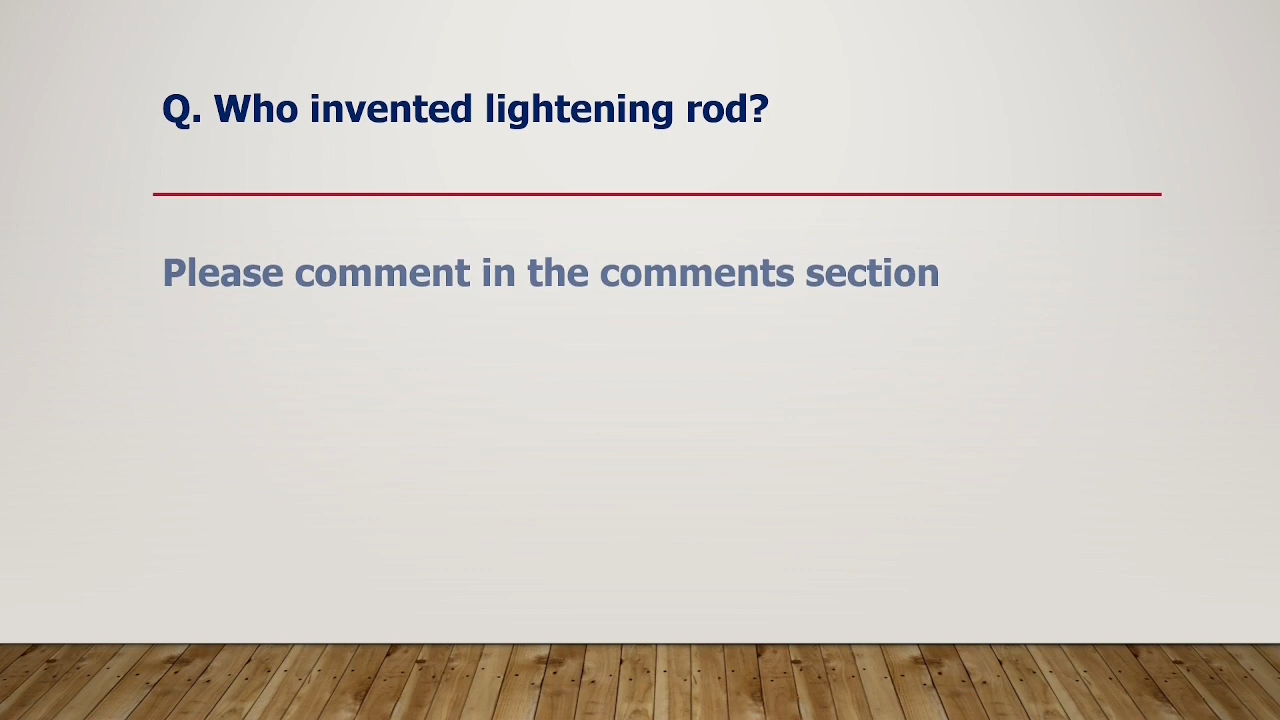 Q. Who invented lightening rod?
Please comment in the comments section